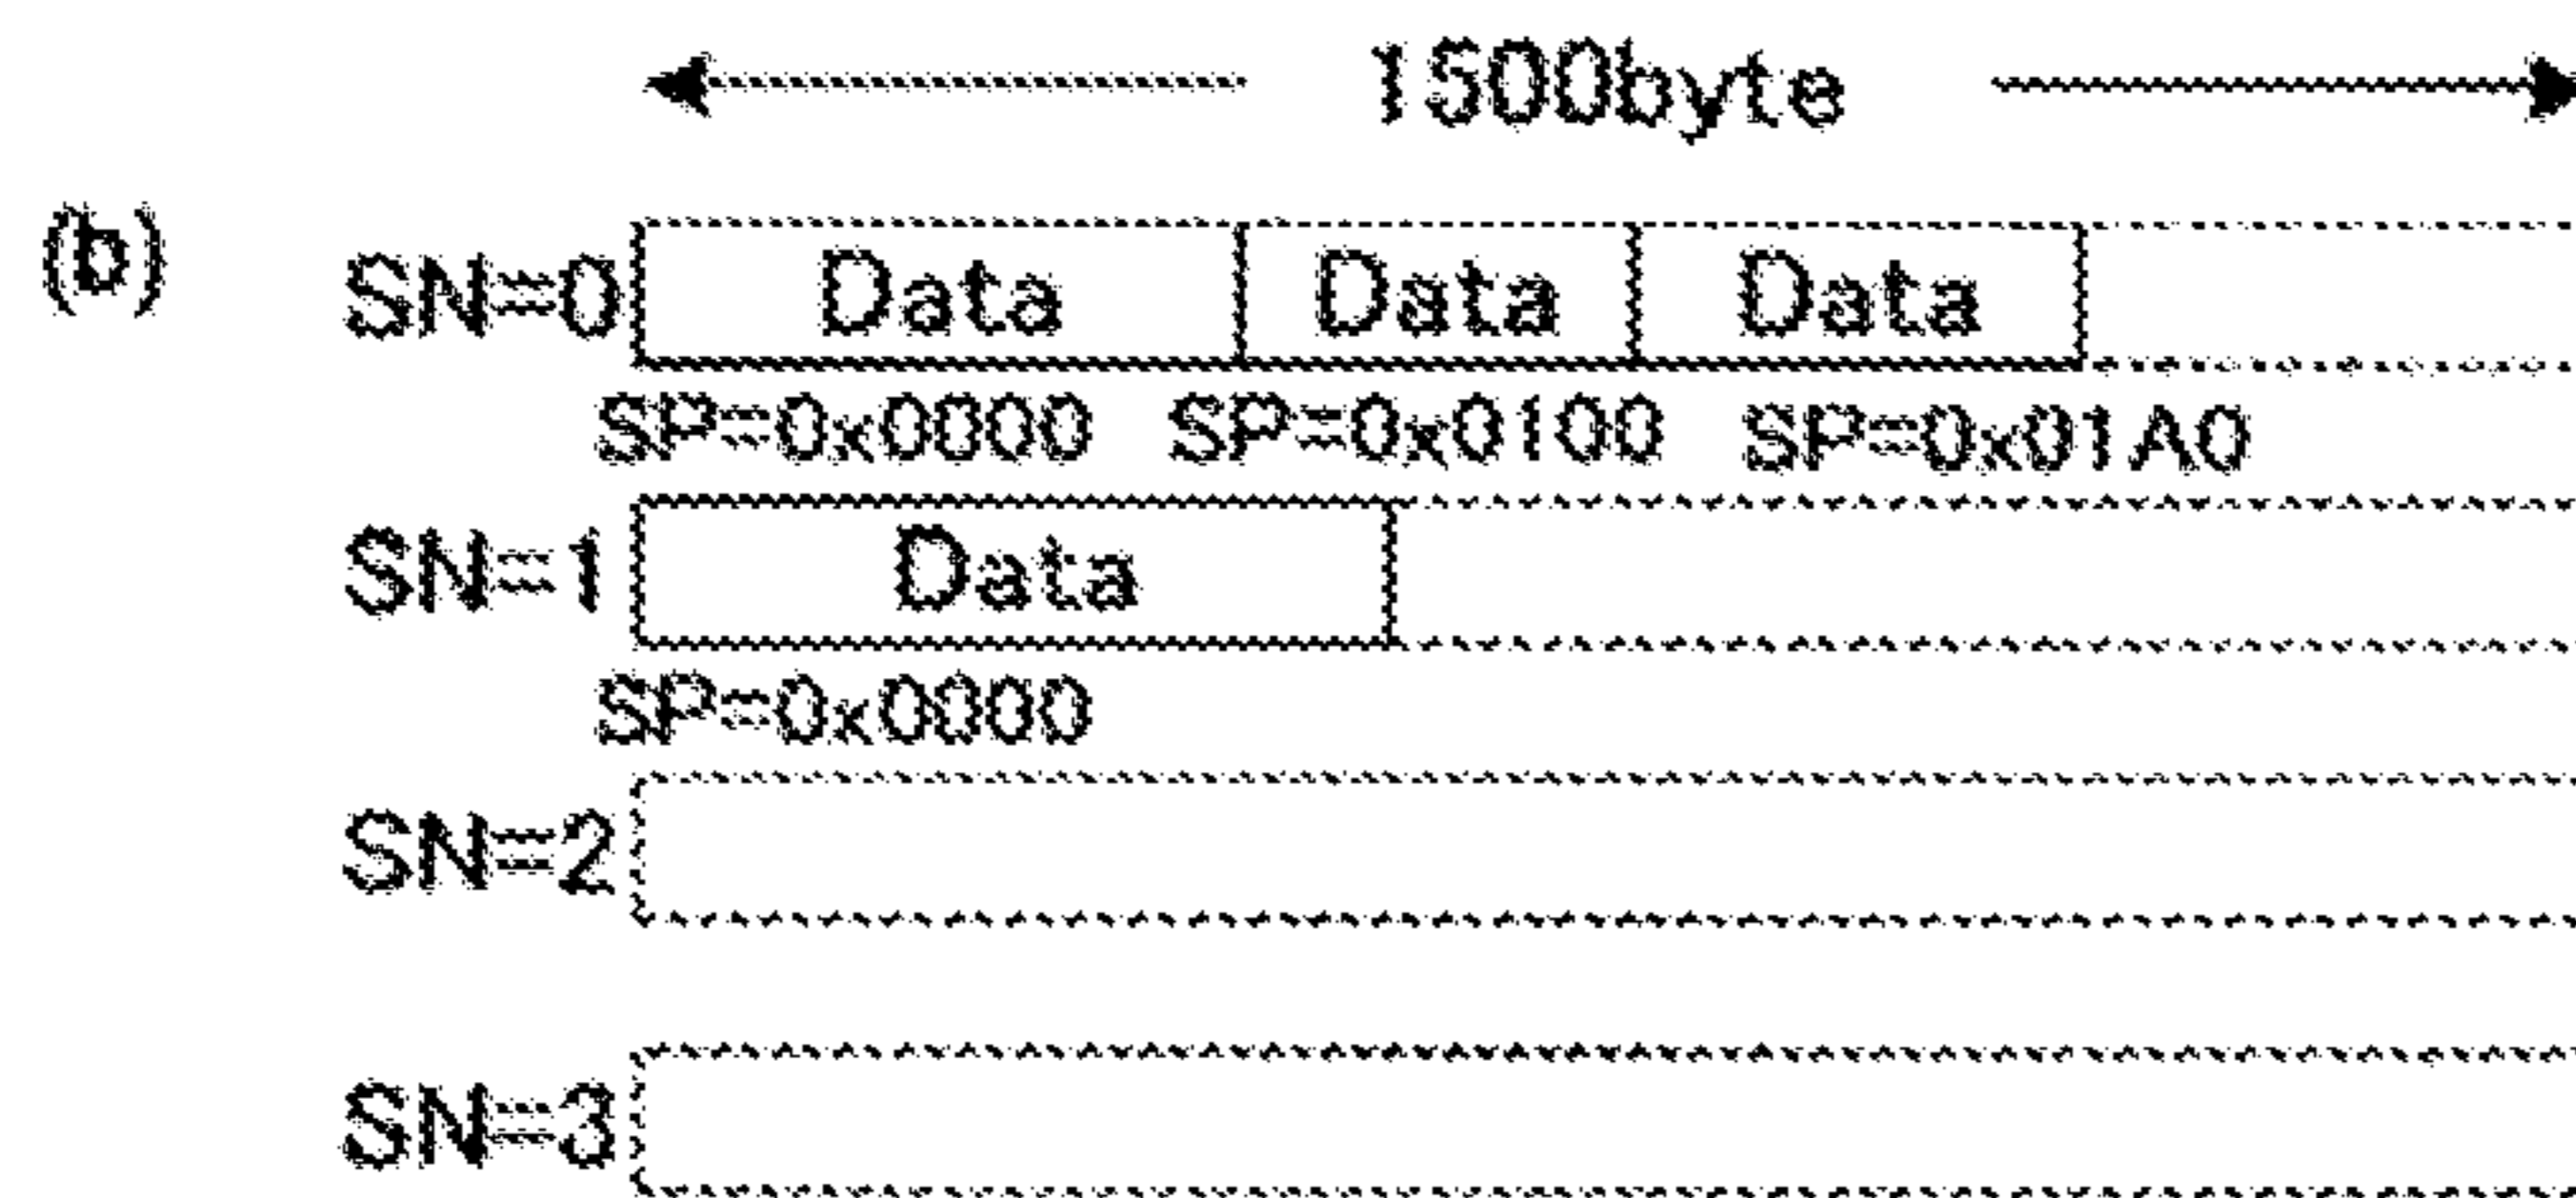 1500byte
(b)
SN=0 Data Data Data
SP=0x0000 SP=0x0100 SP=0x01A0
SN=1 Data
SP=0x0000
SN=2
SN=3